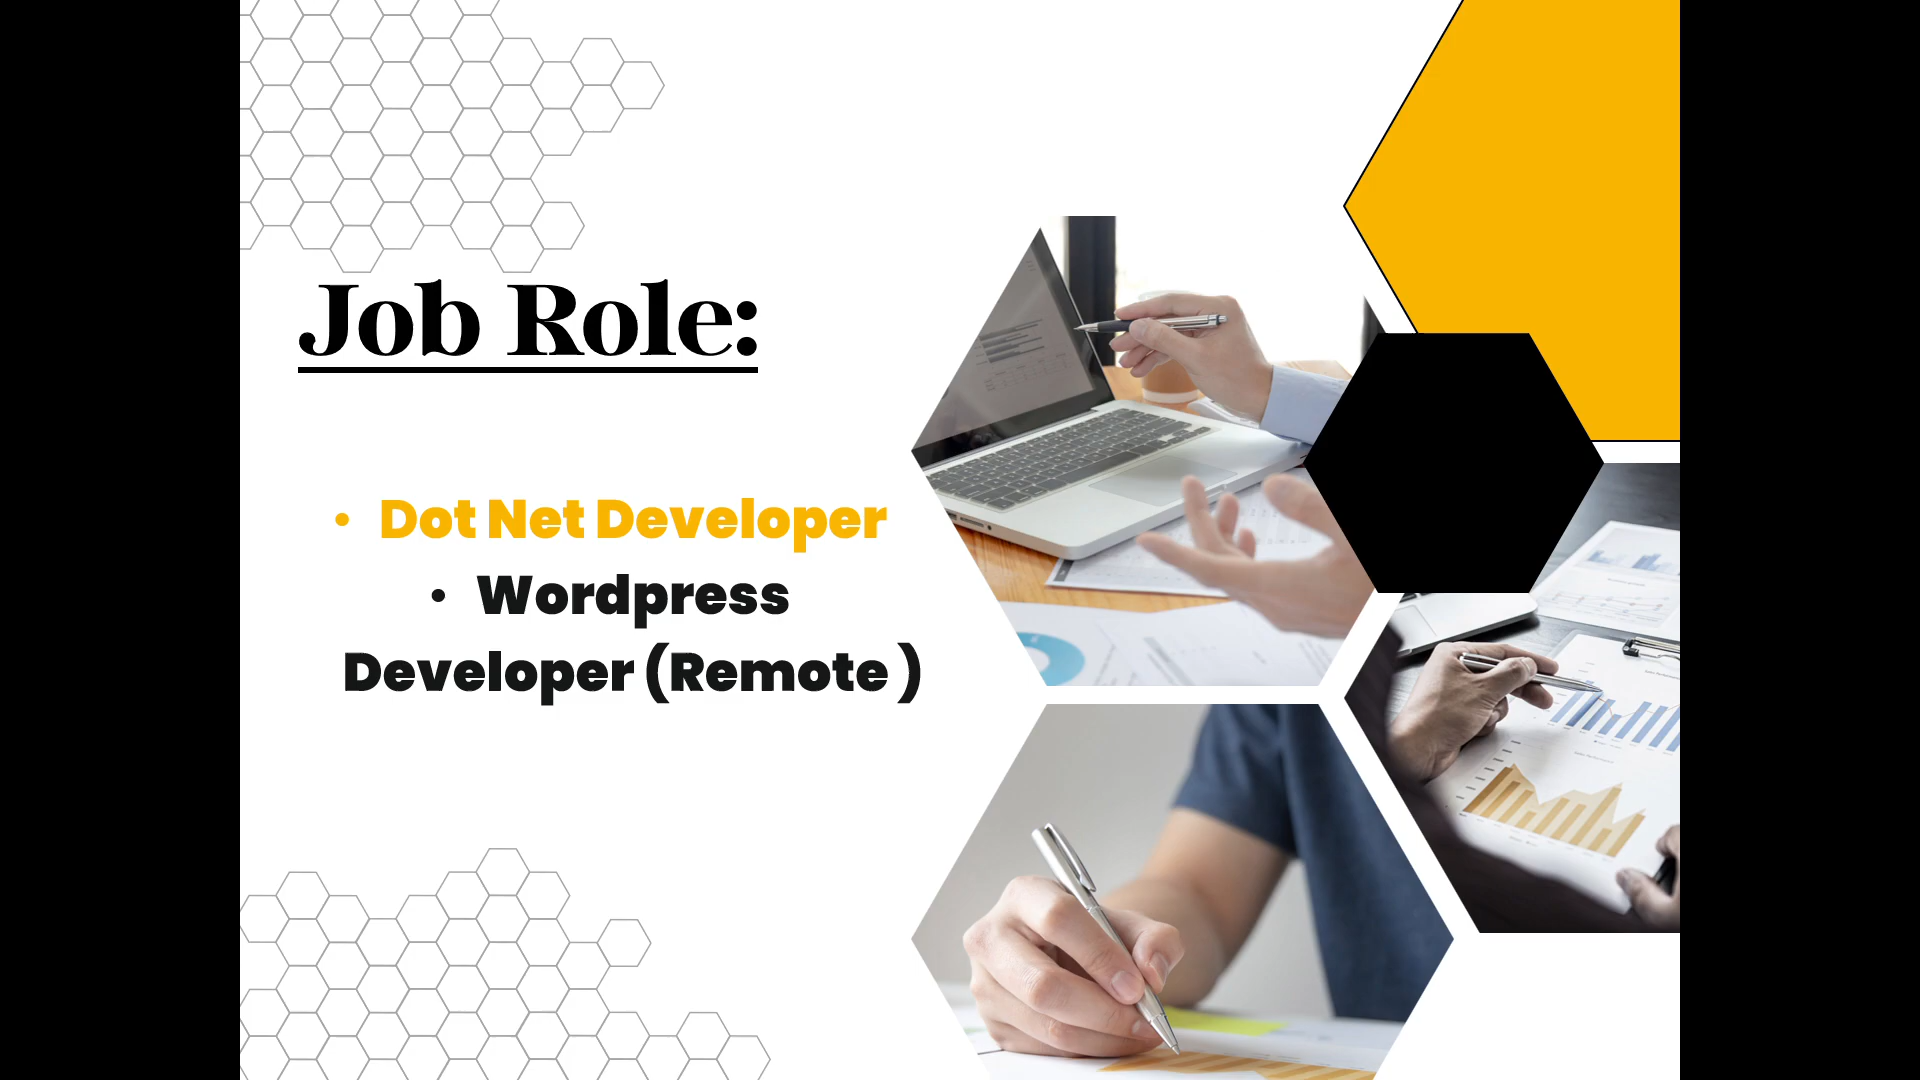 Job Role:
• Dot Net Developer
• Wordpress
Developer (Remote )